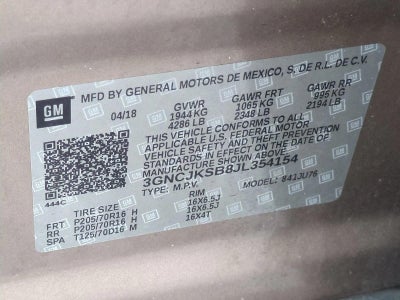 GM
MFD BY GENERAL MOTORS DE MEXICO, S. DE R.L. DE C.V.
04/18 GVWR GAWR FRT GAWR RR
1944 KG 1065 KG 995 KG
4286 LB 2348 LB 2194 LB
THIS VEHICLE CONFORMS TO ALL
APPLICABLE U.S. FEDERAL MOTOR
VEHICLE SAFETY AND THEFT PREVENTION
STANDARDS IN EFFECT ON THE DATE OF
MANUFACTURE SHOWN ABOVE.
3GNCJKSB8JL354154
TYPE: M.P.V. MODEL: 841JU76
444C
TIRE SIZE RIM
FRT P205/70R16 H 16X6.5J
RR P205/70R16 H 16X6.5J
SPA T125/70D16 M 16X4T